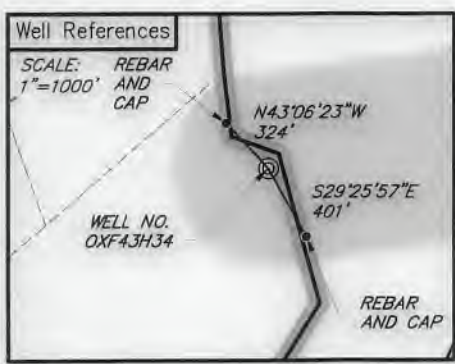 Well References
SCALE:
1"=1000'
REBAR
AND
CAP
N43°06'23"W
324'
S29°25'57"E
401'
WELL NO.
OXF43H34
REBAR
AND CAP